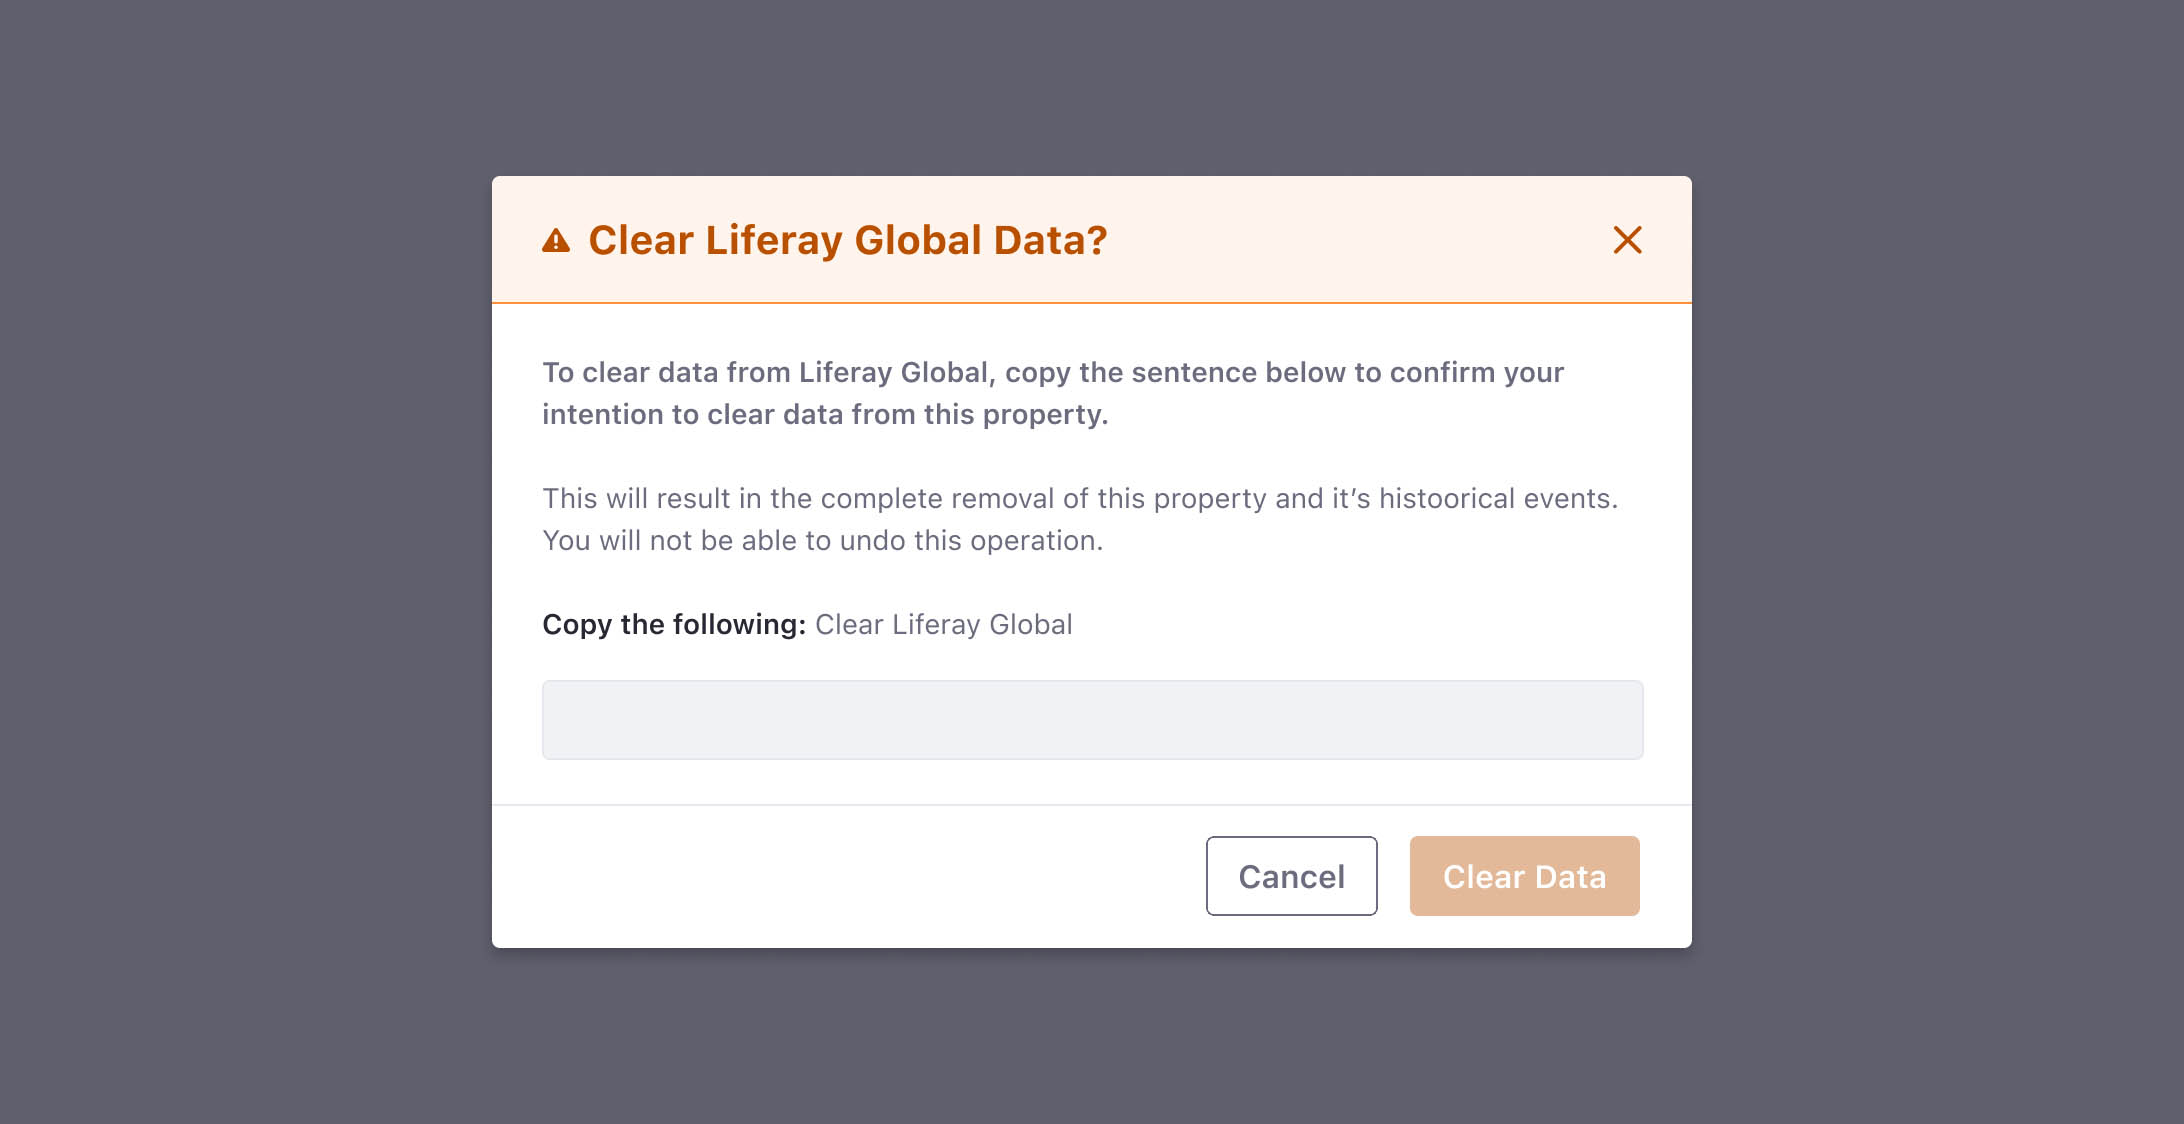 Clear Liferay Global Data?
To clear data from Liferay Global, copy the sentence below to confirm your
intention to clear data from this property.
This will result in the complete removal of this property and it’s histoorical events.
You will not be able to undo this operation.
Copy the following: Clear Liferay Global
Cancel
Clear Data